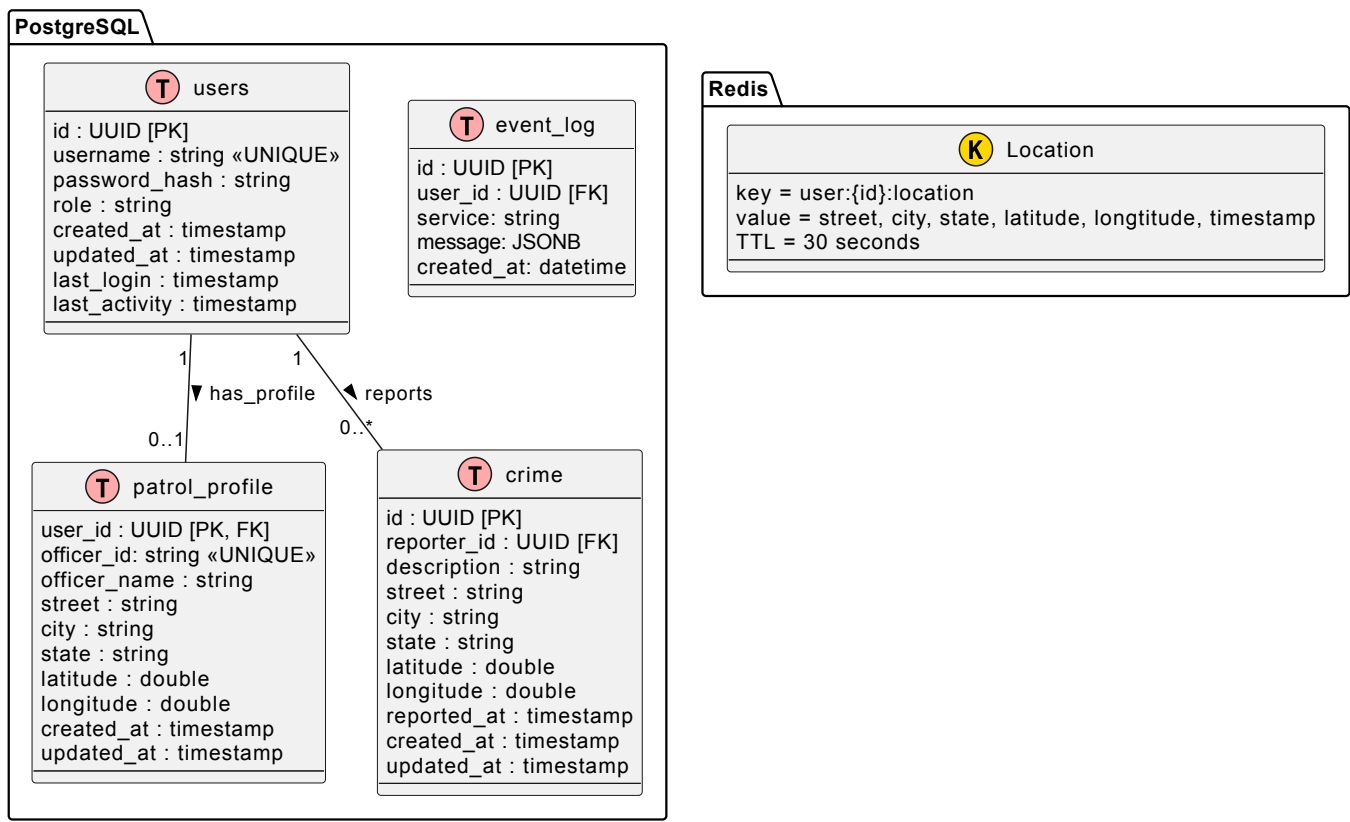 PostgreSQL
T users
id : UUID [PK]
username : string «UNIQUE»
password_hash : string
role : string
created_at : timestamp
updated_at : timestamp
last_login : timestamp
last_activity : timestamp
T event_log
id : UUID [PK]
user_id : UUID [FK]
service: string
message: JSONB
created_at: datetime
1
1
has_profile
reports
0..1
0..*
T patrol_profile
user_id : UUID [PK, FK]
officer_id: string «UNIQUE»
officer_name : string
street : string
city : string
state : string
latitude : double
longitude : double
created_at : timestamp
updated_at : timestamp
T crime
id : UUID [PK]
reporter_id : UUID [FK]
description : string
street : string
city : string
state : string
latitude : double
longitude : double
reported_at : timestamp
created_at : timestamp
updated_at : timestamp
Redis
K Location
key = user:{id}:location
value = street, city, state, latitude, longtitude, timestamp
TTL = 30 seconds